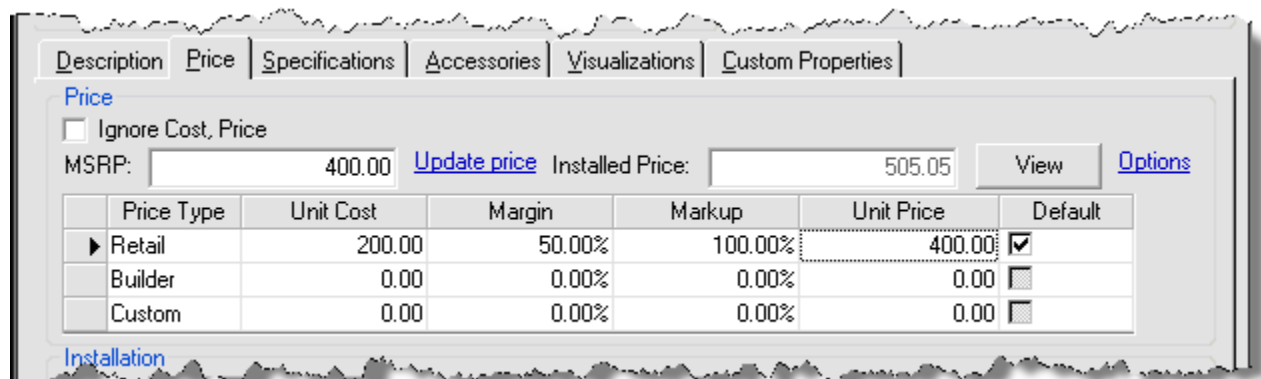 Description Price Specifications Accessories Visualizations Custom Properties
Price
Ignore Cost, Price
MSRP: 400.00 Update price Installed Price: 505.05 View Options
Price Type Unit Cost Margin Markup Unit Price Default
Retail 200.00 50.00% 100.00% 400.00
Builder 0.00 0.00% 0.00% 0.00
Custom 0.00 0.00% 0.00% 0.00
Installation